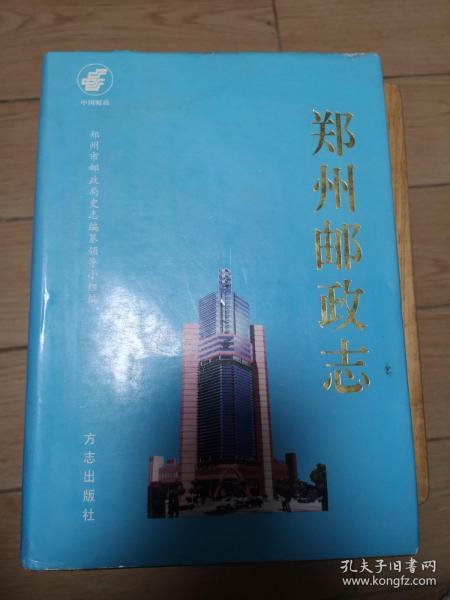 中国邮政
郑州邮政志
郑州市邮政局史志编纂领导小组编
方志出版社
孔夫子旧书网
www.kongfz.com